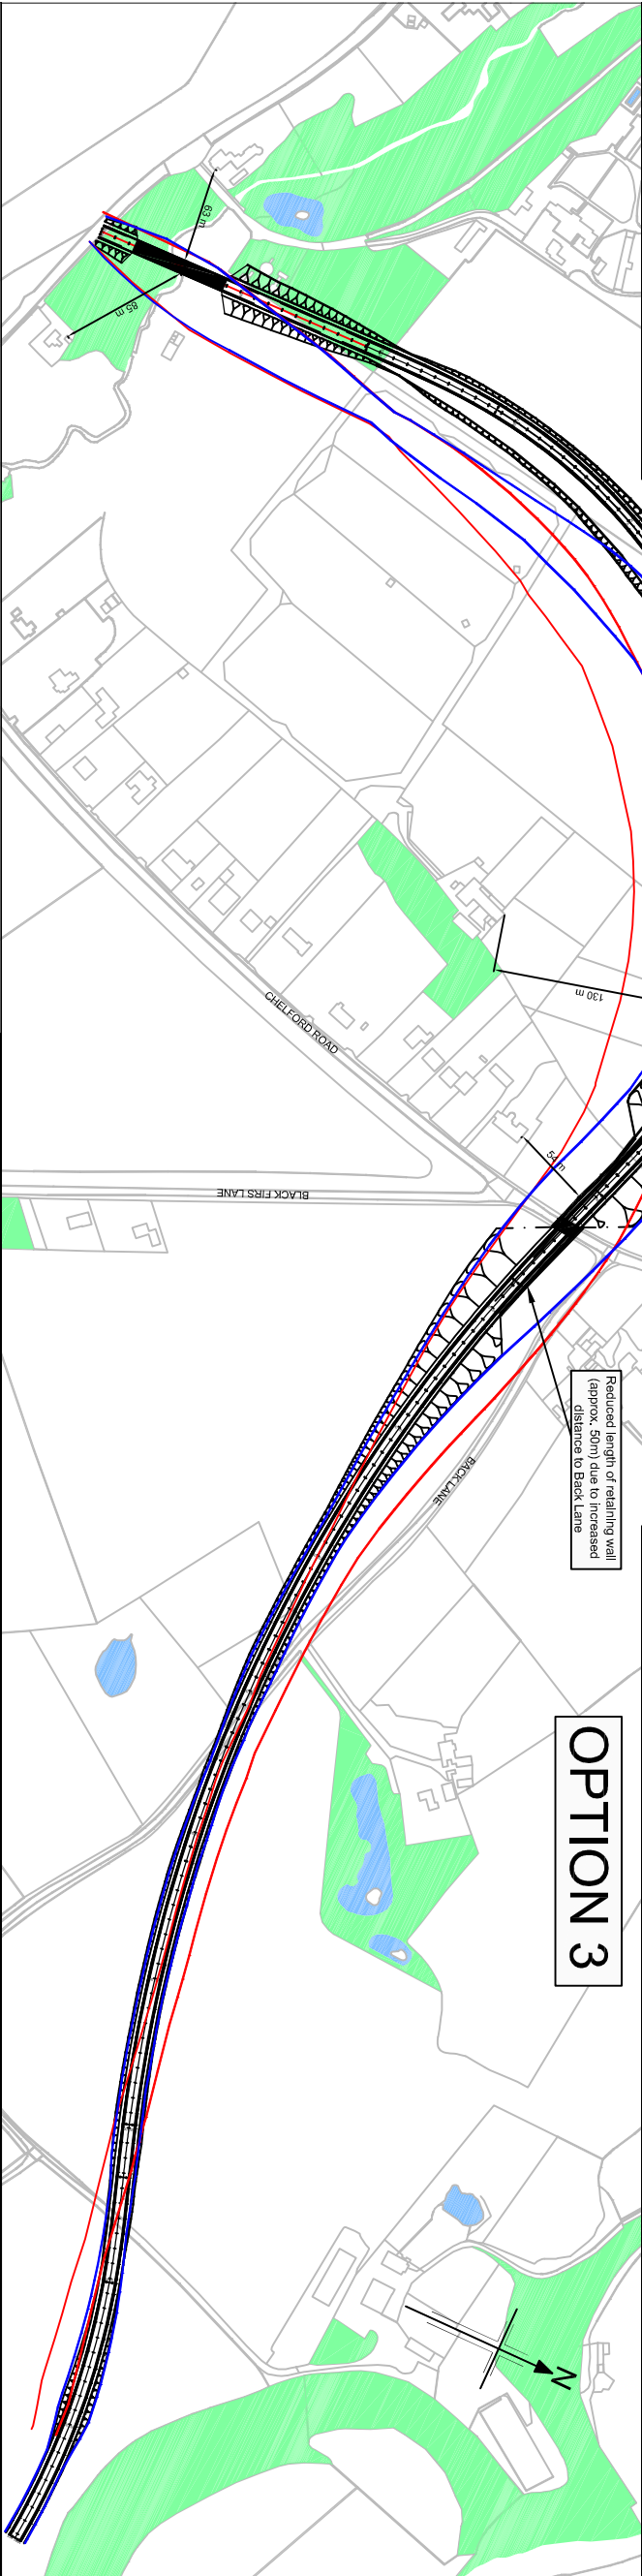 63 m
85 m
CHELFORD ROAD
130 m
BLACK FIRS LANE
54 m
Reduced length of retaining wall
(approx. 50m) due to increased
distance to Back Lane
BACK LANE
OPTION 3
N